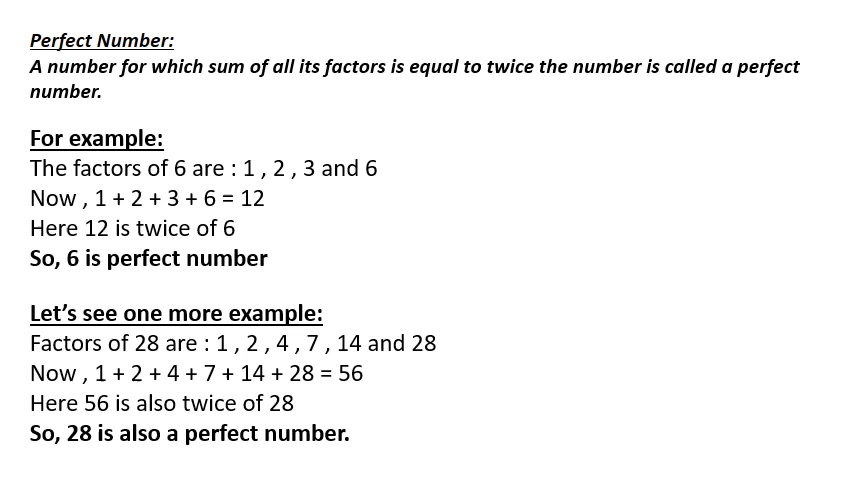 Perfect Number:
A number for which sum of all its factors is equal to twice the number is called a perfect
number.
For example:
The factors of 6 are : 1 , 2 , 3 and 6
Now , 1 + 2 + 3 + 6 = 12
Here 12 is twice of 6
So, 6 is perfect number
Let’s see one more example:
Factors of 28 are : 1 , 2 , 4 , 7 , 14 and 28
Now , 1 + 2 + 4 + 7 + 14 + 28 = 56
Here 56 is also twice of 28
So, 28 is also a perfect number.